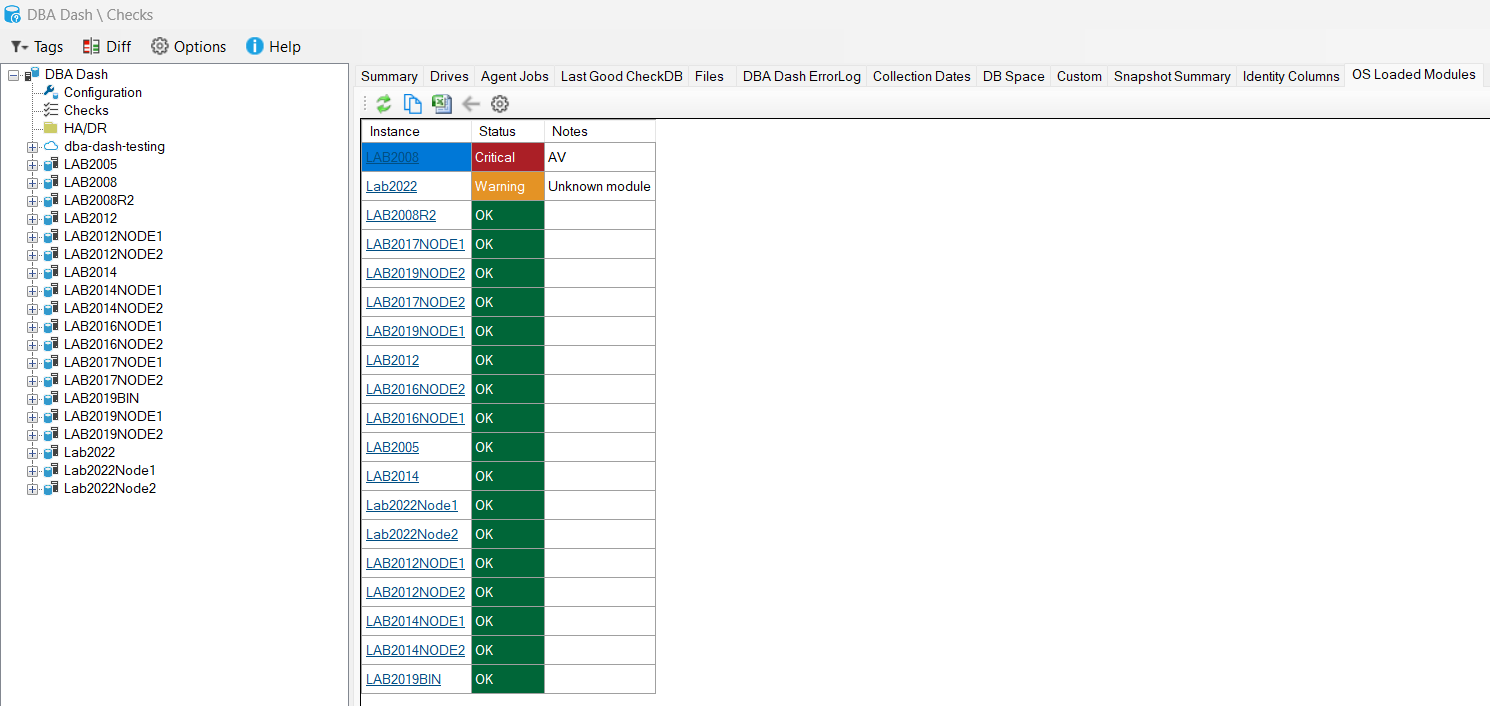 DBA Dash \ Checks
Tags Diff Options Help
DBA Dash
Configuration
Checks
HA/DR
dba-dash-testing
LAB2005
LAB2008
LAB2008R2
LAB2012
LAB2012NODE1
LAB2012NODE2
LAB2014
LAB2014NODE1
LAB2014NODE2
LAB2016NODE1
LAB2016NODE2
LAB2017NODE1
LAB2017NODE2
LAB2019BIN
LAB2019NODE1
LAB2019NODE2
Lab2022
Lab2022Node1
Lab2022Node2
Summary Drives Agent Jobs Last Good CheckDB Files DBA Dash ErrorLog Collection Dates DB Space Custom Snapshot Summary Identity Columns OS Loaded Modules
Instance Status Notes
LAB2008 Critical AV
Lab2022 Warning Unknown module
LAB2008R2 OK
LAB2017NODE1 OK
LAB2019NODE2 OK
LAB2017NODE2 OK
LAB2019NODE1 OK
LAB2012 OK
LAB2016NODE2 OK
LAB2016NODE1 OK
LAB2005 OK
LAB2014 OK
Lab2022Node1 OK
Lab2022Node2 OK
LAB2012NODE1 OK
LAB2012NODE2 OK
LAB2014NODE1 OK
LAB2014NODE2 OK
LAB2019BIN OK